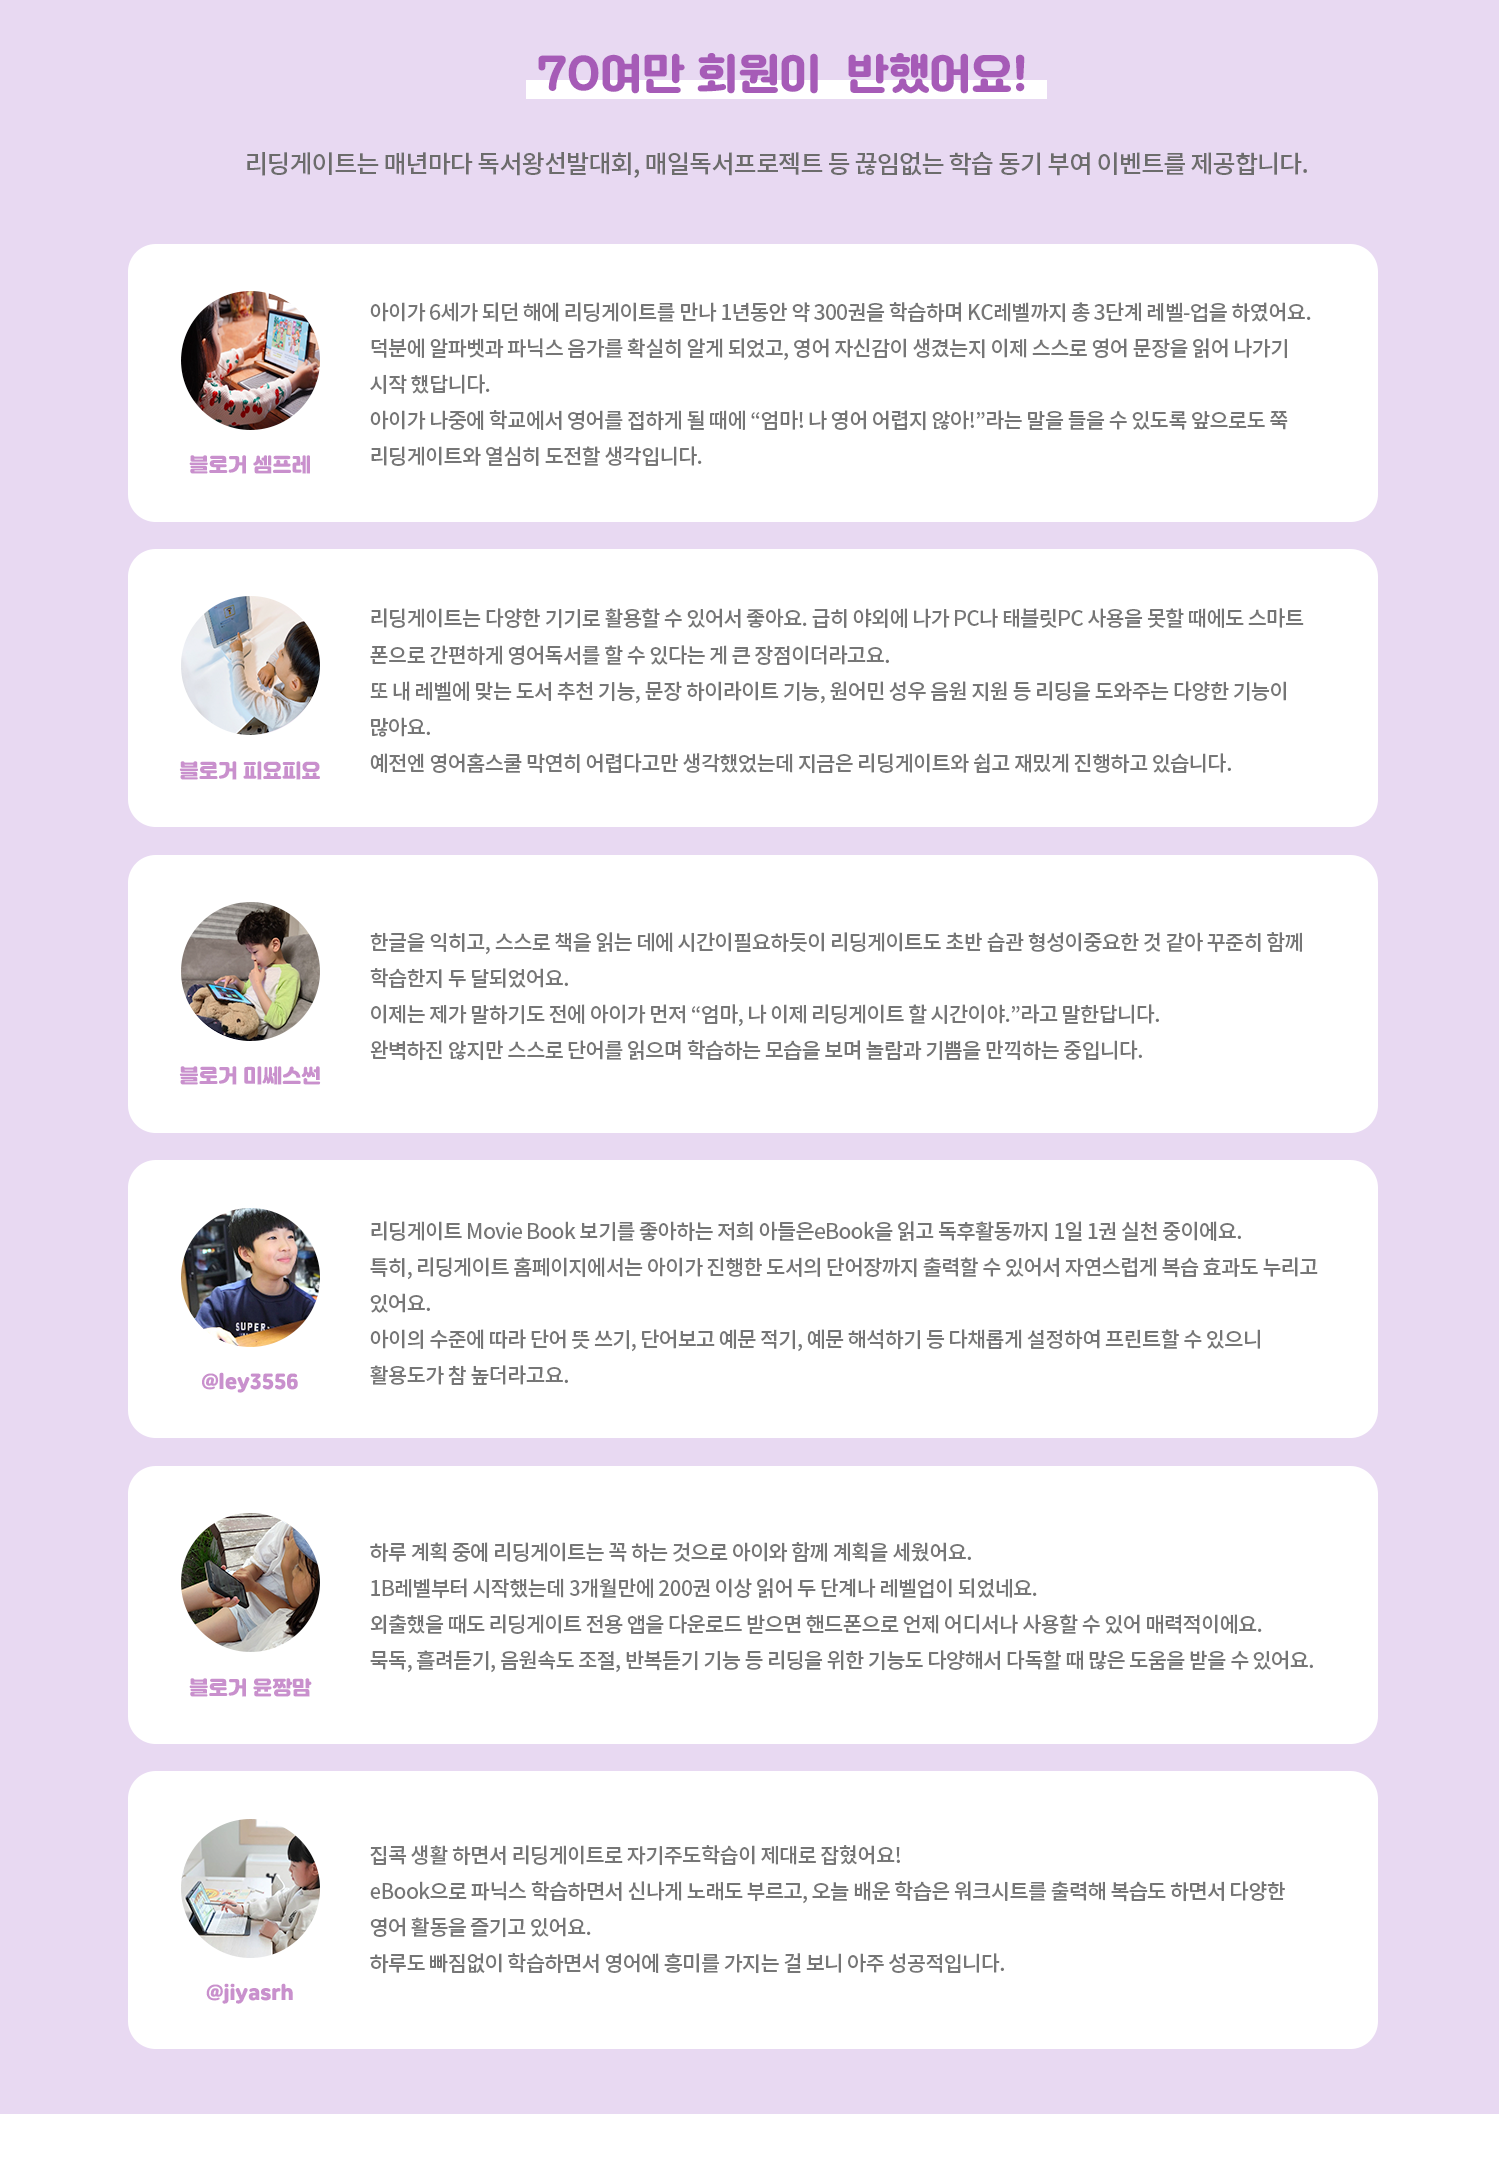 70여만 회원이 반했어요!
리딩게이트는 매년마다 독서왕선발대회, 매일독서프로젝트 등 끊임없는 학습 동기 부여 이벤트를 제공합니다.
아이가 6세가 되던 해에 리딩게이트를 만나 1년동안 약 300권을 학습하며 KC레벨까지 총 3단계 레벨-업을 하였어요.
덕분에 알파벳과 파닉스 음가를 확실히 알게 되었고, 영어 자신감이 생겼는지 이제 스스로 영어 문장을 읽어 나가기
시작 했답니다.
아이가 나중에 학교에서 영어를 접하게 될 때에 “엄마! 나 영어 어렵지 않아!”라는 말을 들을 수 있도록 앞으로도 쭉
리딩게이트와 열심히 도전할 생각입니다.
블로거 셈프레
리딩게이트는 다양한 기기로 활용할 수 있어서 좋아요. 급히 야외에 나가 PC나 태블릿PC 사용을 못할 때에도 스마트
폰으로 간편하게 영어독서를 할 수 있다는 게 큰 장점이더라고요.
또 내 레벨에 맞는 도서 추천 기능, 문장 하이라이트 기능, 원어민 성우 음원 지원 등 리딩을 도와주는 다양한 기능이
많아요.
예전엔 영어홈스쿨 막연히 어렵다고만 생각했었는데 지금은 리딩게이트와 쉽고 재밌게 진행하고 있습니다.
블로거 피요피요
한글을 익히고, 스스로 책을 읽는 데에 시간이필요하듯이 리딩게이트도 초반 습관 형성이중요한 것 같아 꾸준히 함께
학습한지 두 달되었어요.
이제는 제가 말하기도 전에 아이가 먼저 “엄마, 나 이제 리딩게이트 할 시간이야.”라고 말한답니다.
완벽하진 않지만 스스로 단어를 읽으며 학습하는 모습을 보며 놀람과 기쁨을 만끽하는 중입니다.
블로거 미쎄스썬
리딩게이트 Movie Book 보기를 좋아하는 저희 아들은eBook을 읽고 독후활동까지 1일 1권 실천 중이에요.
특히, 리딩게이트 홈페이지에서는 아이가 진행한 도서의 단어장까지 출력할 수 있어서 자연스럽게 복습 효과도 누리고
있어요.
아이의 수준에 따라 단어 뜻 쓰기, 단어보고 예문 적기, 예문 해석하기 등 다채롭게 설정하여 프린트할 수 있으니
활용도가 참 높더라고요.
SUPER
@ley3556
하루 계획 중에 리딩게이트는 꼭 하는 것으로 아이와 함께 계획을 세웠어요.
1B레벨부터 시작했는데 3개월만에 200권 이상 읽어 두 단계나 레벨업이 되었네요.
외출했을 때도 리딩게이트 전용 앱을 다운로드 받으면 핸드폰으로 언제 어디서나 사용할 수 있어 매력적이에요.
묵독, 흘려듣기, 음원속도 조절, 반복듣기 기능 등 리딩을 위한 기능도 다양해서 다독할 때 많은 도움을 받을 수 있어요.
블로거 윤짱맘
집콕 생활 하면서 리딩게이트로 자기주도학습이 제대로 잡혔어요!
eBook으로 파닉스 학습하면서 신나게 노래도 부르고, 오늘 배운 학습은 워크시트를 출력해 복습도 하면서 다양한
영어 활동을 즐기고 있어요.
하루도 빠짐없이 학습하면서 영어에 흥미를 가지는 걸 보니 아주 성공적입니다.
@jiyasrh